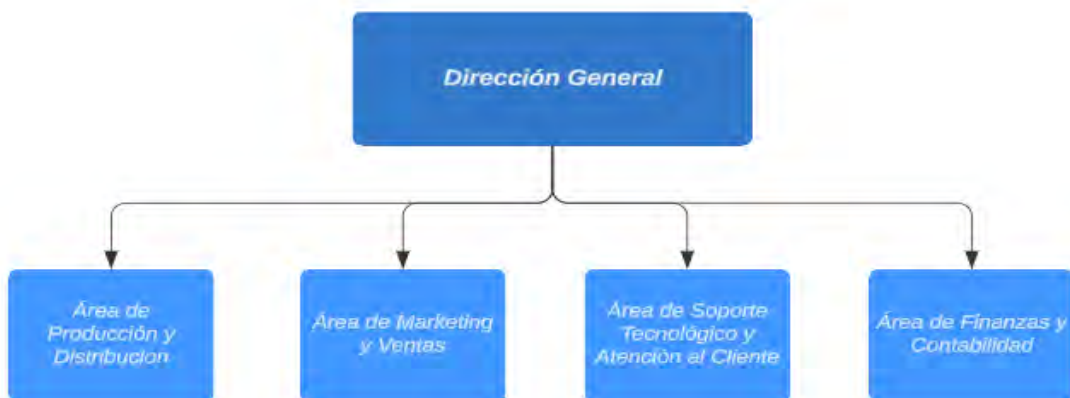 Dirección General
Área de
Producción y
Distribucion
Área de Marketing
y Ventas
Área de Soporte
Tecnológico y
Atención al Cliente
Área de Finanzas y
Contabilidad